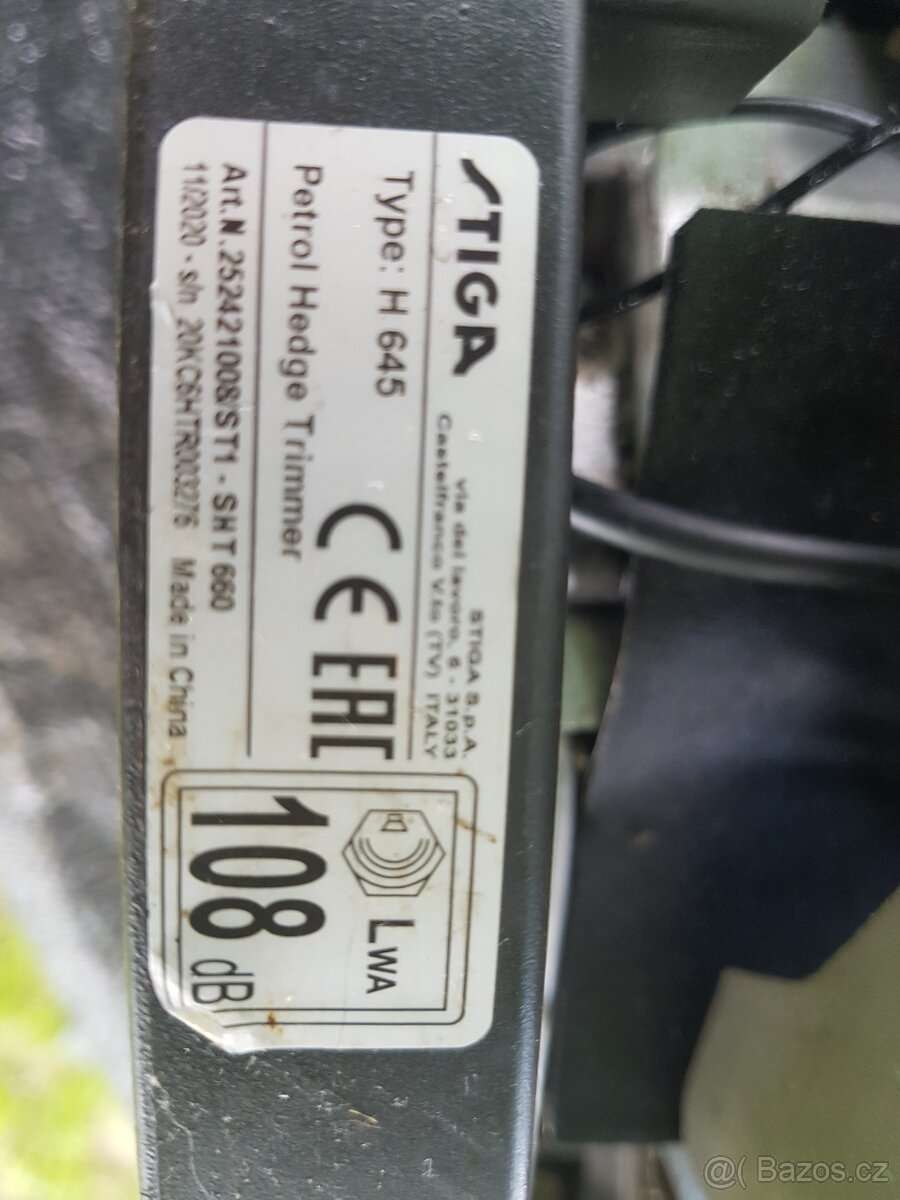 STIGA
STIGA S.p.A.
via del lavoro, 6 - 31033
Castelfranco V.to (TV) ITALY
Type: H 645
CE EAC
Petrol Hedge Trimmer
Art.N. 252421008/ST1 - SHT 660
11/2020 - s/n 20KC6HTR003276 Made in China
LWA
108 dB
@( Bazos.cz